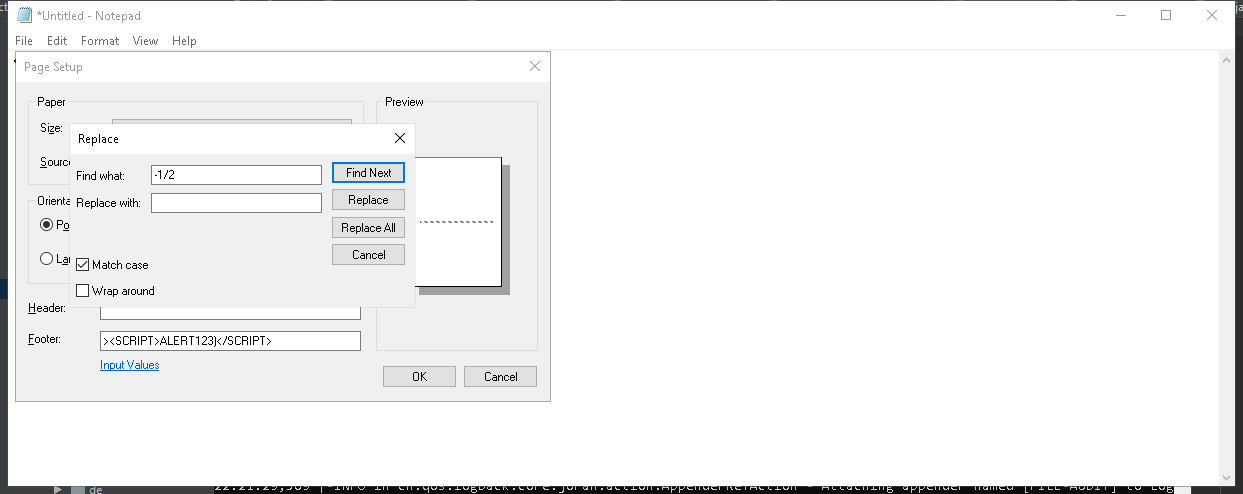 *Untitled - Notepad
File Edit Format View Help
Page Setup
Paper
Preview
Size:
Replace
Source
Find what:
-1/2
Find Next
Replace with:
Replace
Orienta
Po
Replace All
Cancel
La
Match case
Wrap around
Header:
Footer:
><SCRIPT>ALERT123)</SCRIPT>
Input Values
OK
Cancel
de
22:21:29,569 |-INFO in ch.qos.logback.core.joran.action.AppenderRefAction - Attaching appender named [FILE-AUDIT] to Log